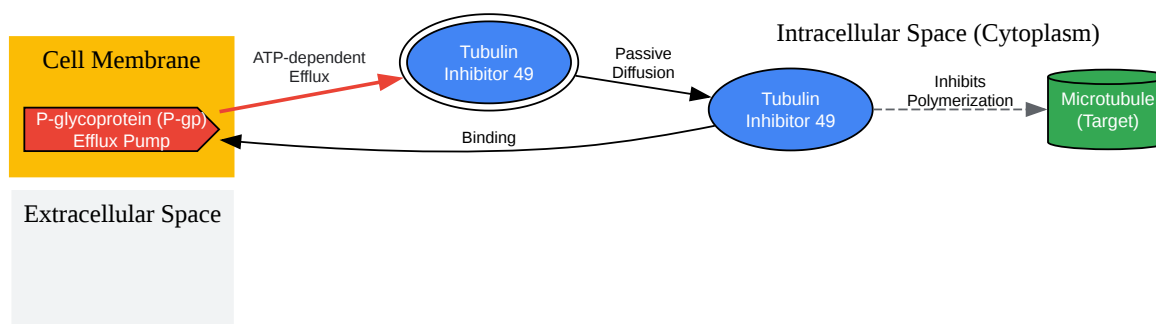 Cell Membrane
P-glycoprotein (P-gp)
Efflux Pump
ATP-dependent
Efflux
Tubulin
Inhibitor 49
Passive
Diffusion
Binding
Intracellular Space (Cytoplasm)
Tubulin
Inhibitor 49
Inhibits
Polymerization
Microtubule
(Target)
Extracellular Space